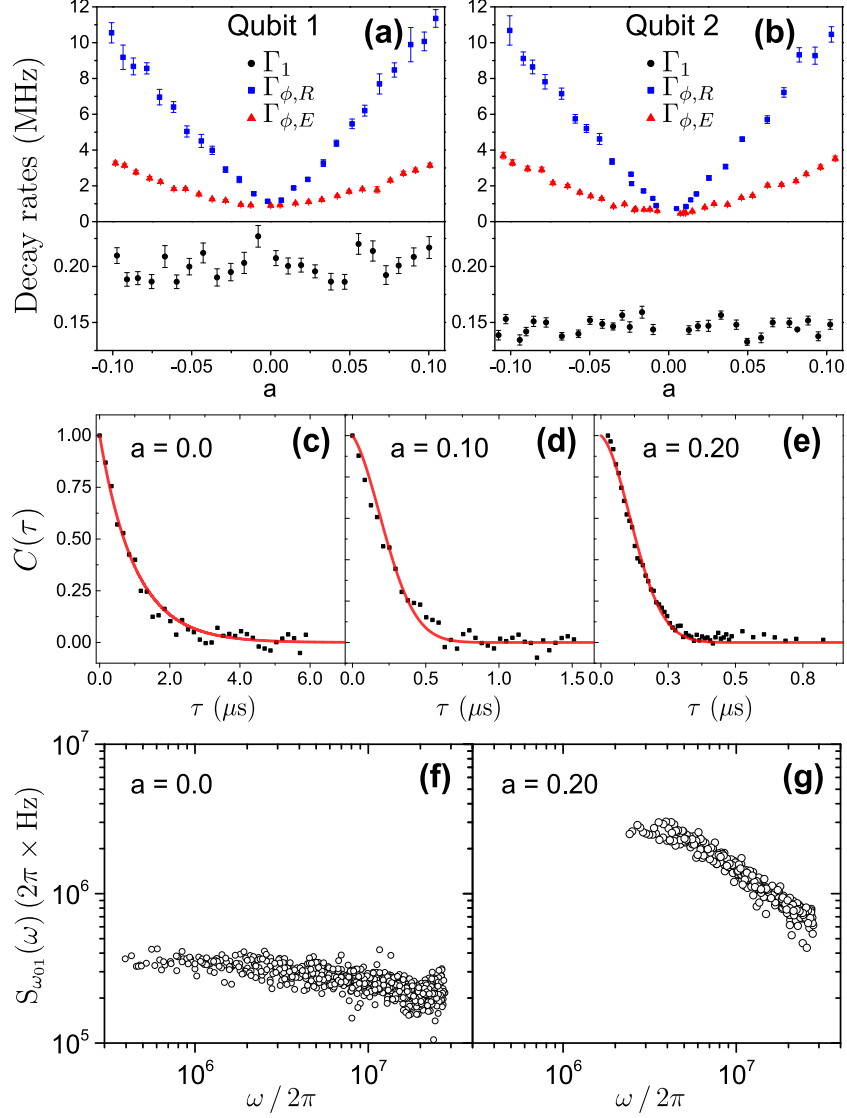 Qubit 1 (a)
Γ1
Γϕ,R
Γϕ,E
Qubit 2 (b)
Γ1
Γϕ,R
Γϕ,E
Decay rates (MHz)
12
10
8
6
4
2
0
0.20
0.15
12
10
8
6
4
2
0
0.20
0.15
-0.10 -0.05 0.00 0.05 0.10
a
-0.10 -0.05 0.00 0.05 0.10
a
a = 0.0 (c)
a = 0.10 (d)
a = 0.20 (e)
C(τ)
1.00
0.75
0.50
0.25
0.00
0.0 2.0 4.0 6.0
τ (μs)
0.0 0.5 1.0 1.5
τ (μs)
0.0 0.3 0.6
τ (μs)
a = 0.0 (f)
a = 0.20 (g)
Sω01(ω) (2π × Hz)
10^7
10^6
10^5
10^6 10^7
ω / 2π
10^6 10^7
ω / 2π